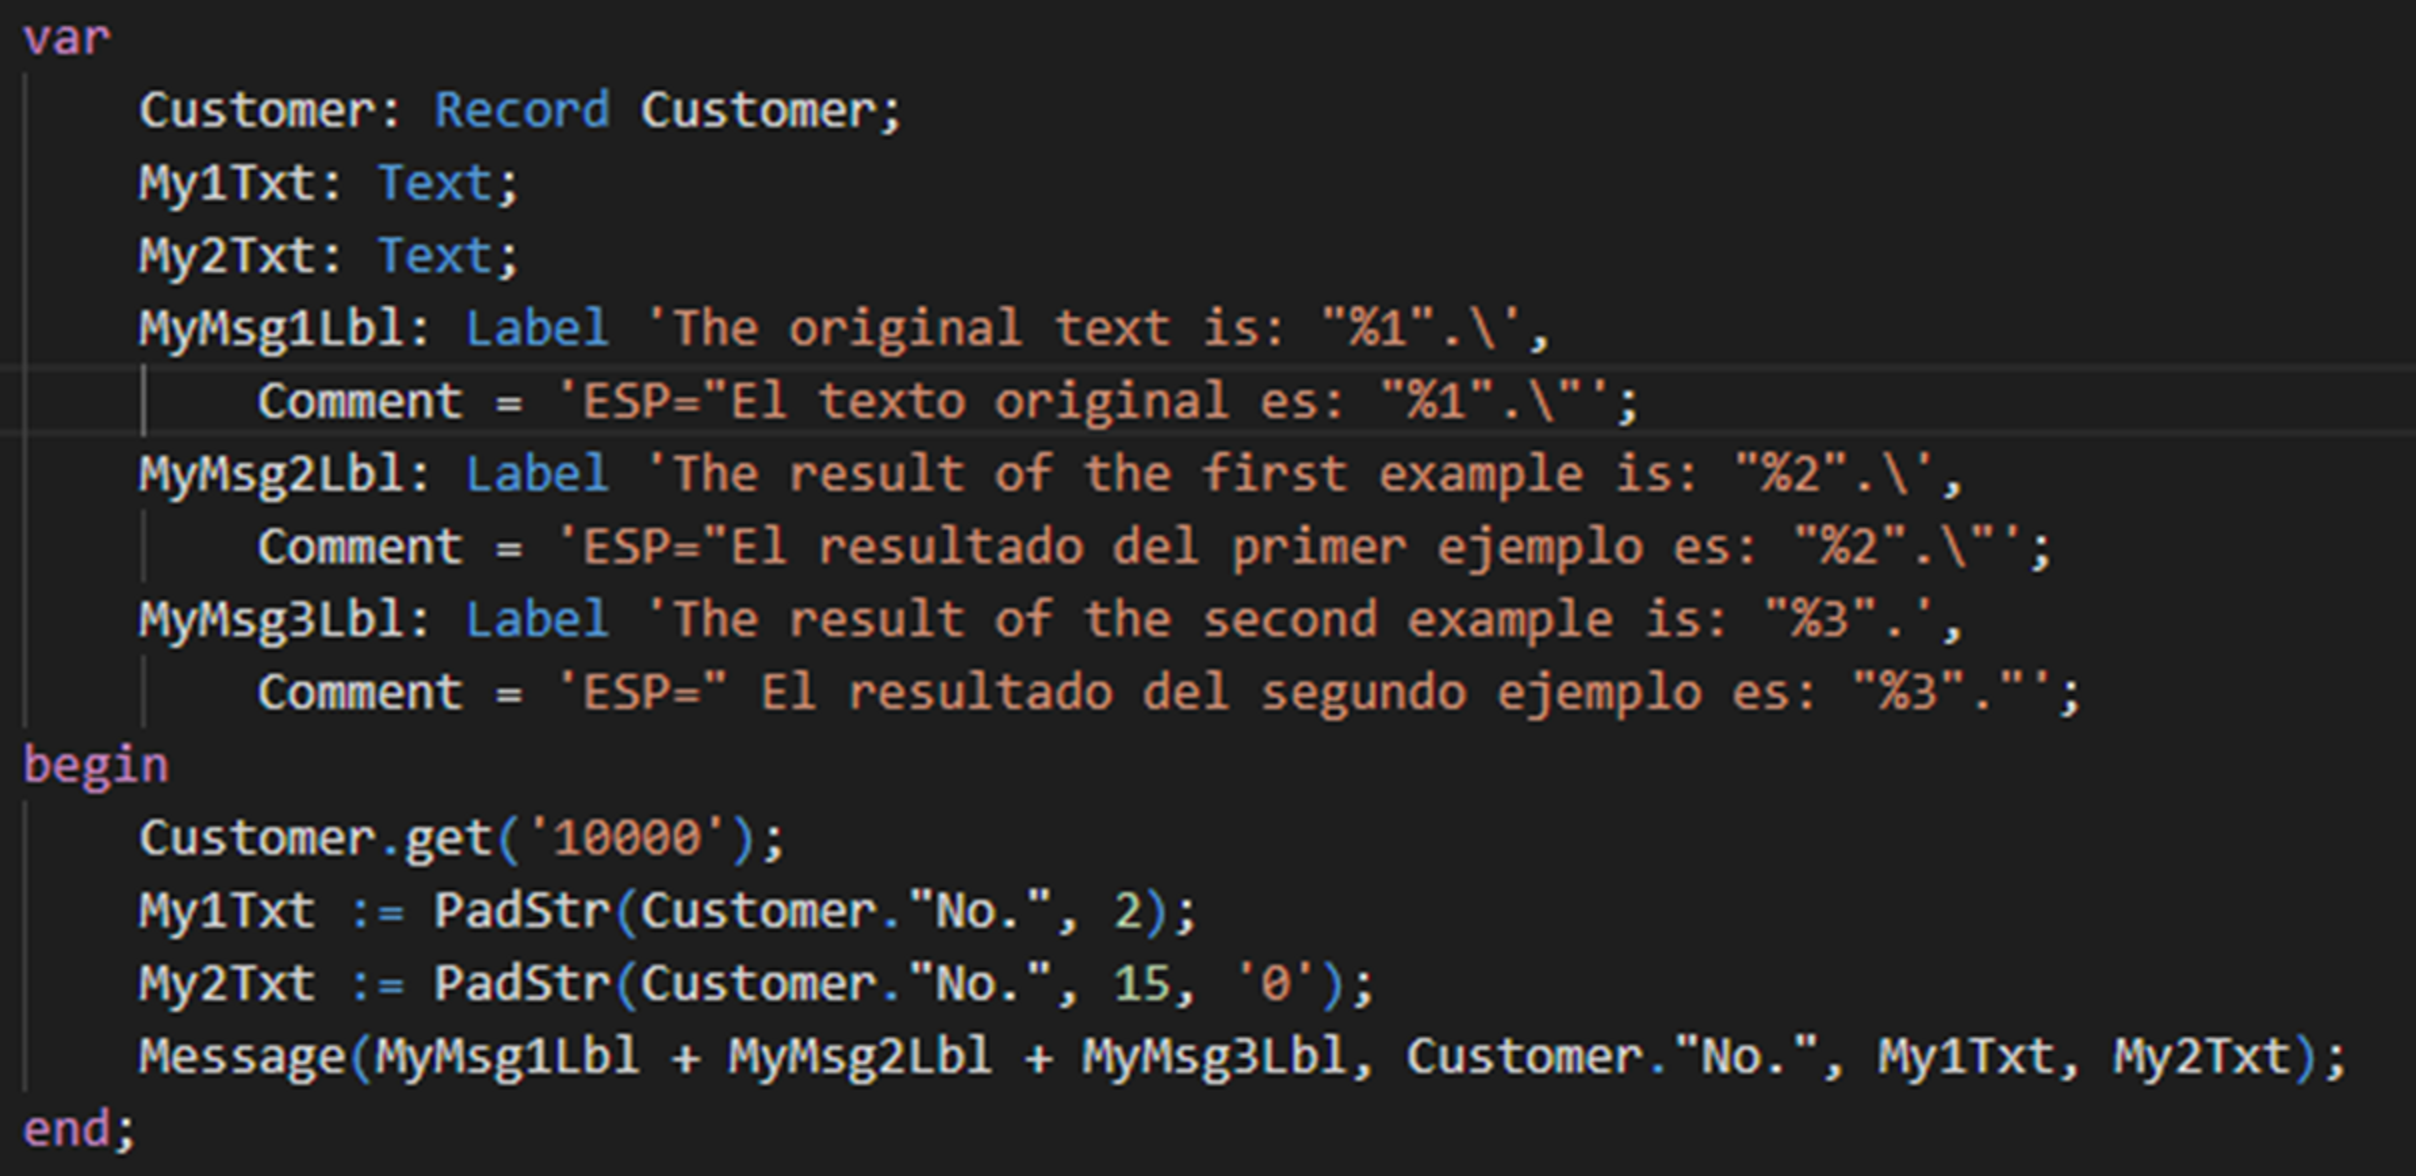 var
Customer: Record Customer;
My1Txt: Text;
My2Txt: Text;
MyMsg1Lbl: Label 'The original text is: "%1".\',
Comment = 'ESP="El texto original es: "%1".\"';
MyMsg2Lbl: Label 'The result of the first example is: "%2".\',
Comment = 'ESP="El resultado del primer ejemplo es: "%2".\"';
MyMsg3Lbl: Label 'The result of the second example is: "%3".',
Comment = 'ESP=" El resultado del segundo ejemplo es: "%3"."';
begin
Customer.get('10000');
My1Txt := PadStr(Customer."No.", 2);
My2Txt := PadStr(Customer."No.", 15, '0');
Message(MyMsg1Lbl + MyMsg2Lbl + MyMsg3Lbl, Customer."No.", My1Txt, My2Txt);
end;